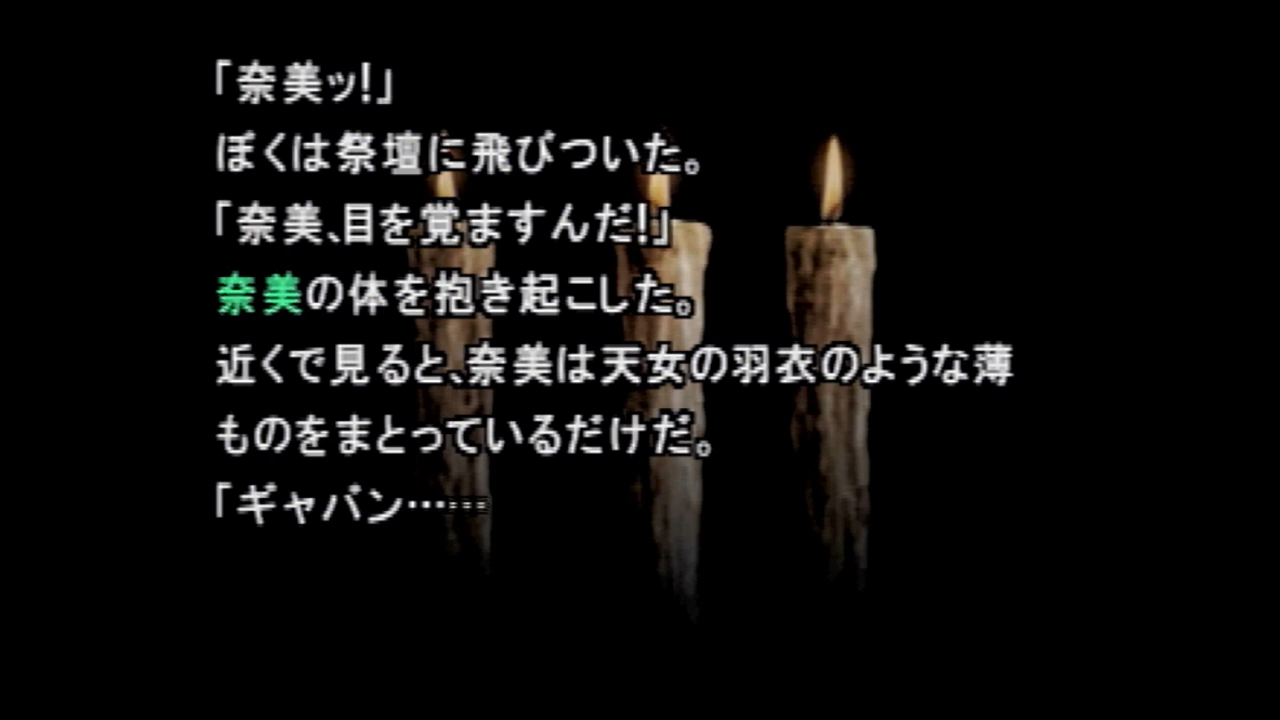 「奈美ッ!」
ぼくは祭壇に飛びついた。
「奈美、目を覚ますんだ!」
奈美の体を抱き起こした。
近くで見ると、奈美は天女の羽衣のような薄
ものをまとっているだけだ。
「ギャバン……